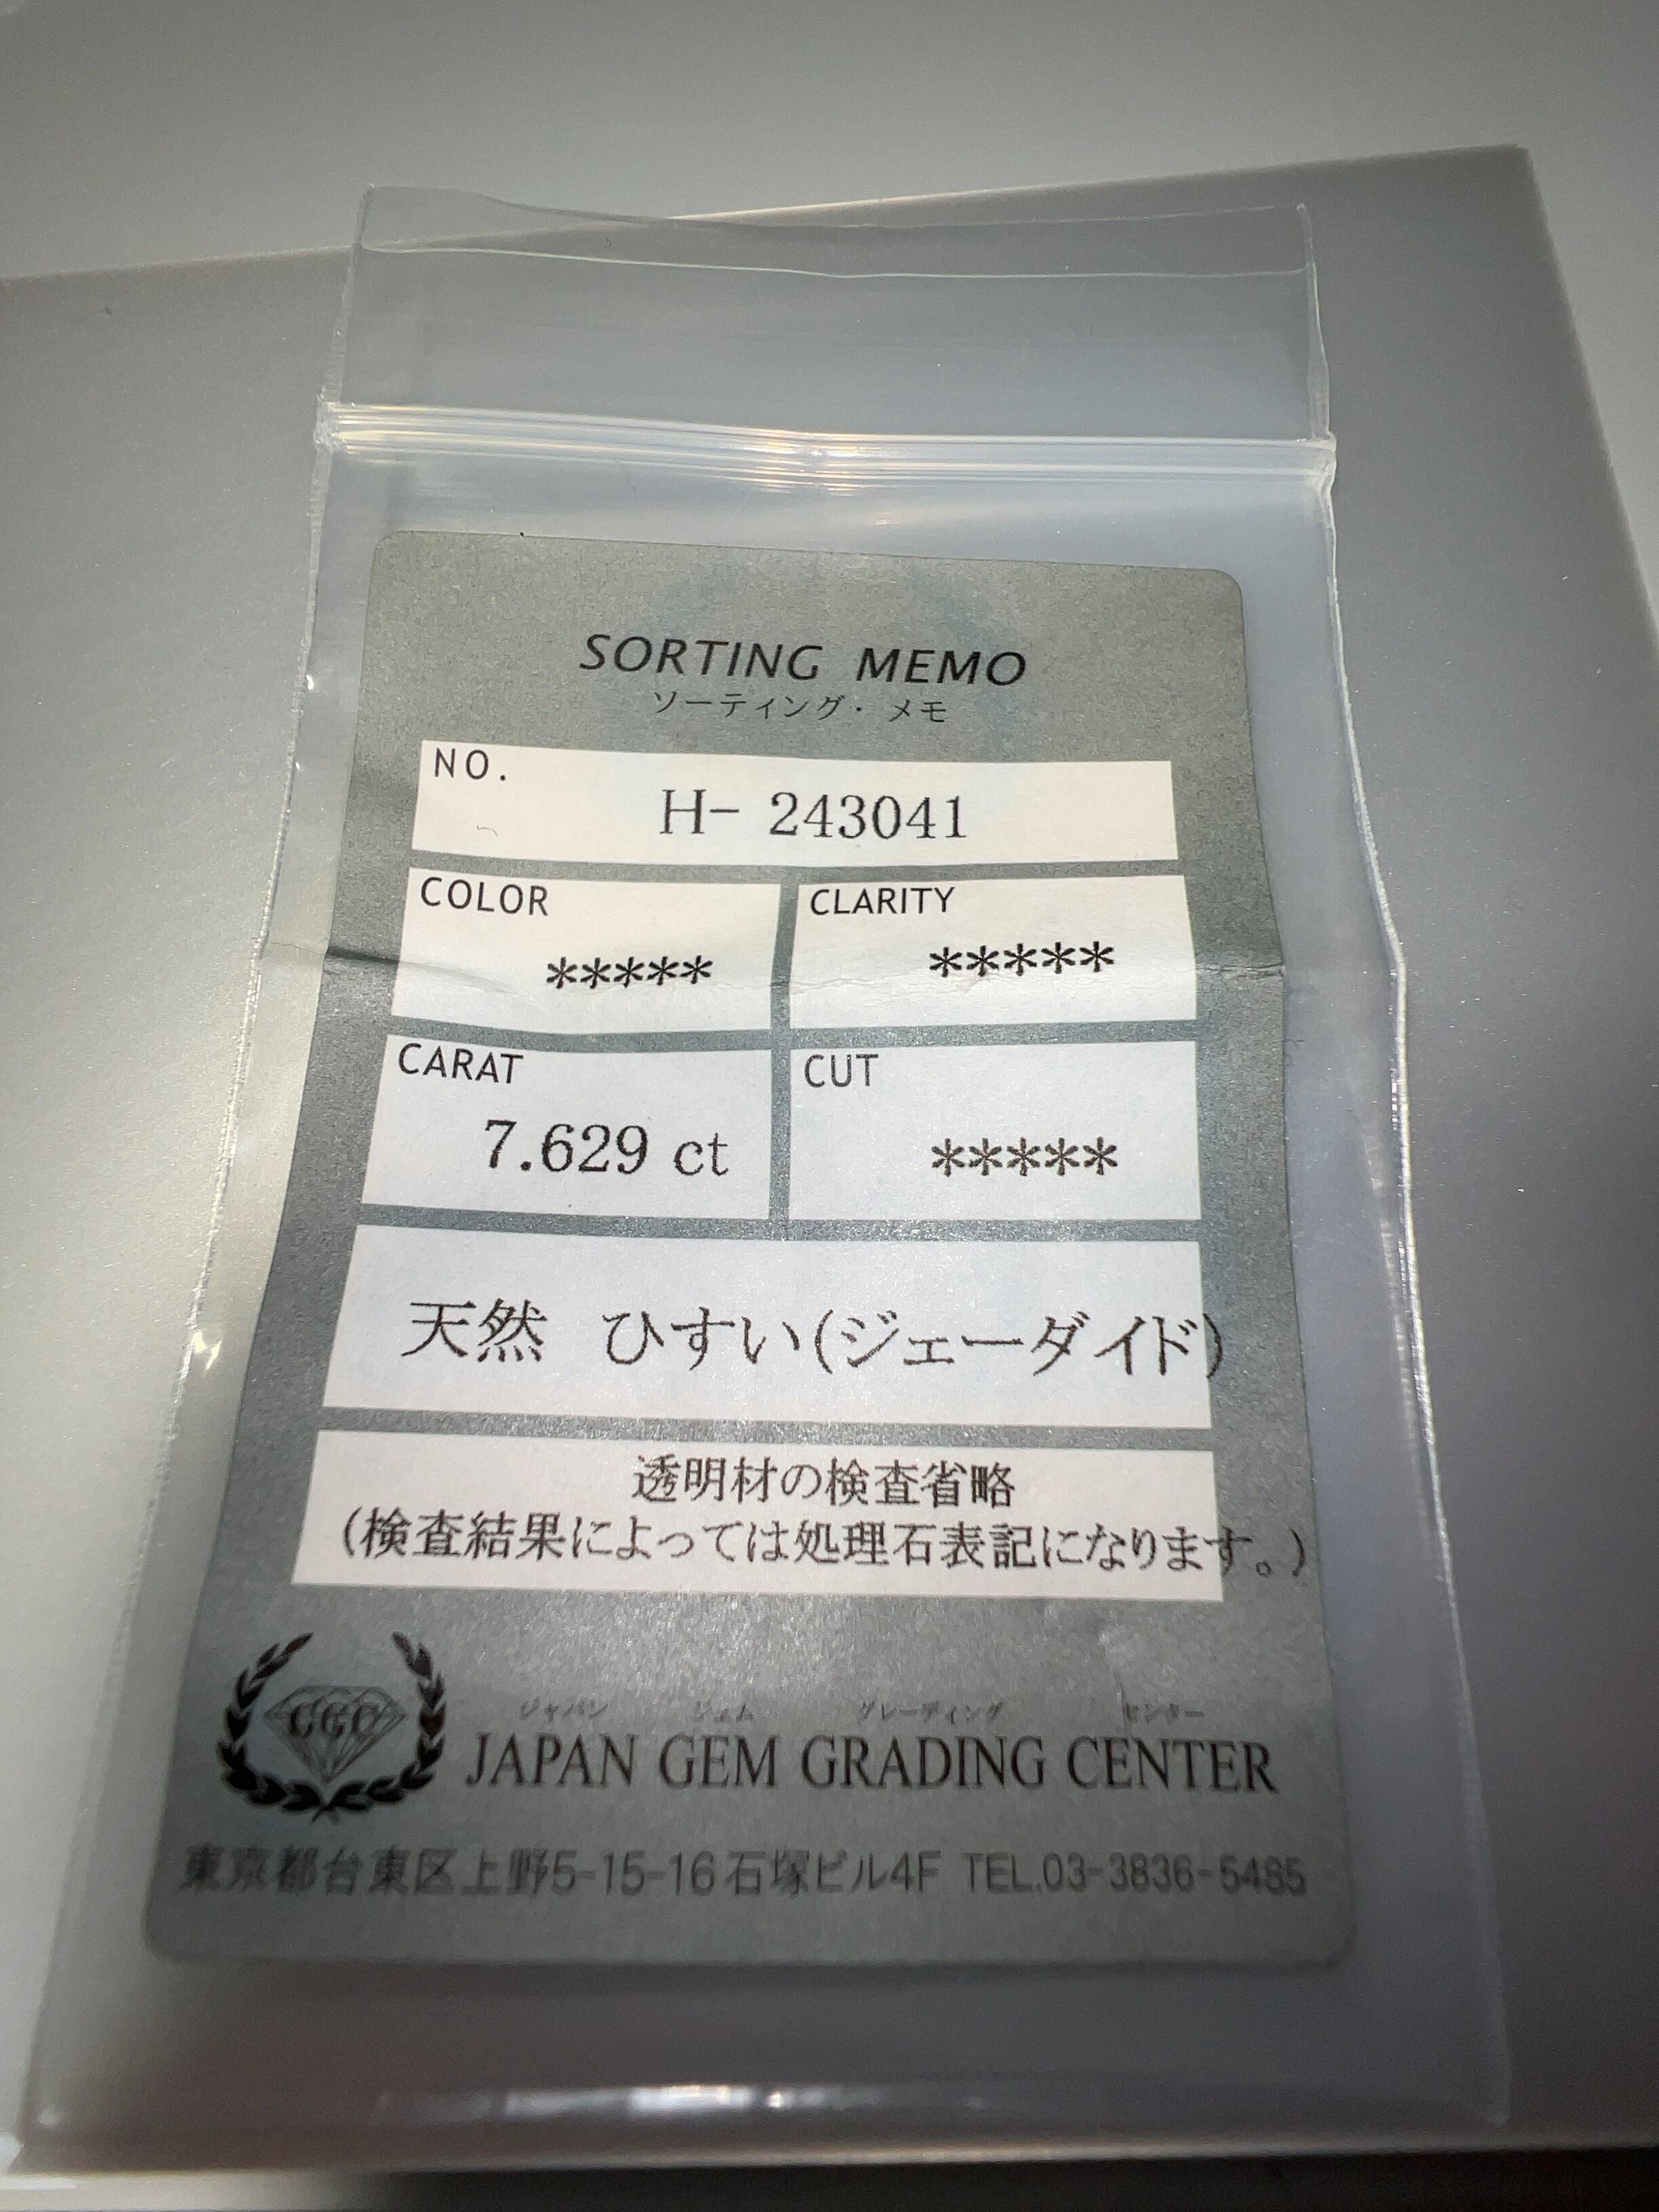 SORTING MEMO
ソーティング・メモ
NO.
H- 243041
COLOR
*****
CLARITY
*****
CARAT
7.629 ct
CUT
*****
天然 ひすい(ジェーダイド)
透明材の検査省略
(検査結果によっては処理石表記になります。)
ジャパン ジェム グレーディング センター
JAPAN GEM GRADING CENTER
東京都台東区上野5-15-16 石塚ビル4F TEL.03-3836-5485